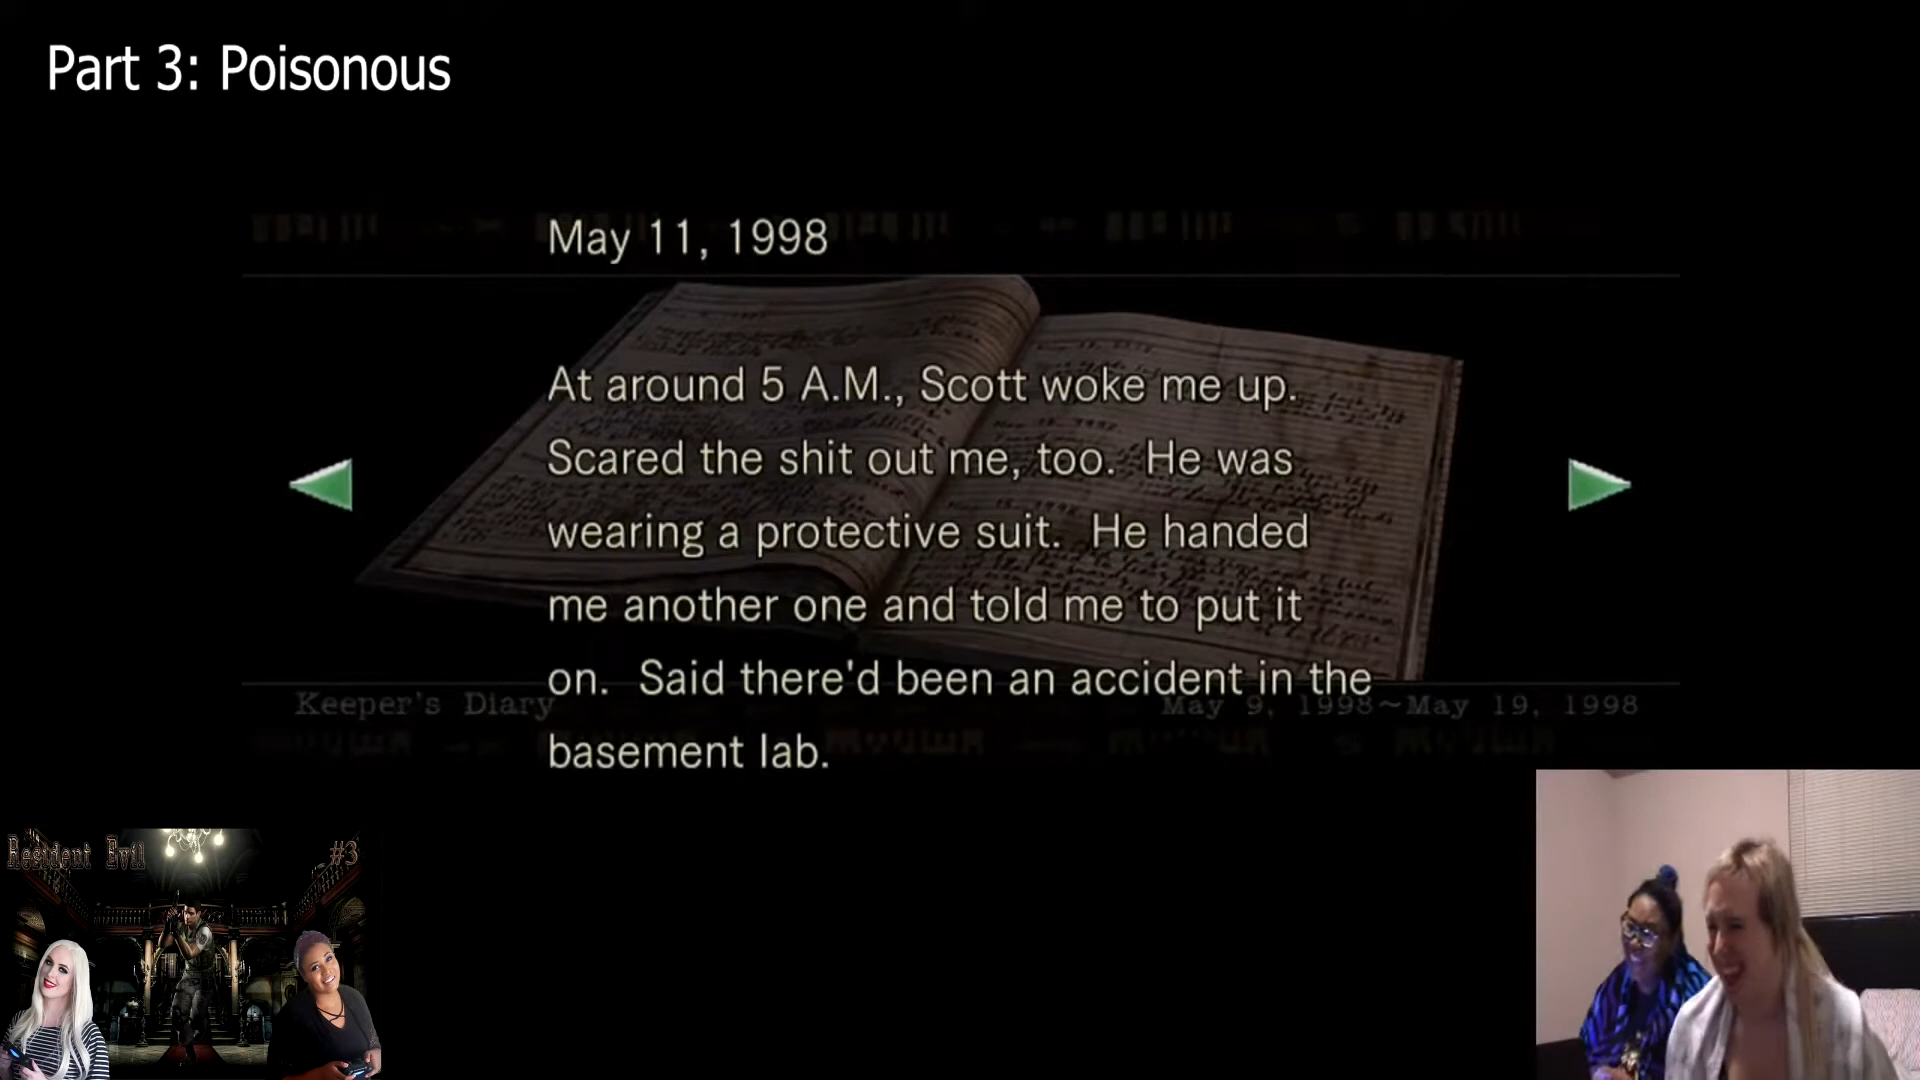 Part 3: Poisonous
May 11, 1998
At around 5 A.M., Scott woke me up.
Scared the shit out me, too.  He was
wearing a protective suit.  He handed
me another one and told me to put it
on.  Said there'd been an accident in the
basement lab.
Keeper's Diary
May 9, 1998~May 19, 1998
Resident Evil
#3